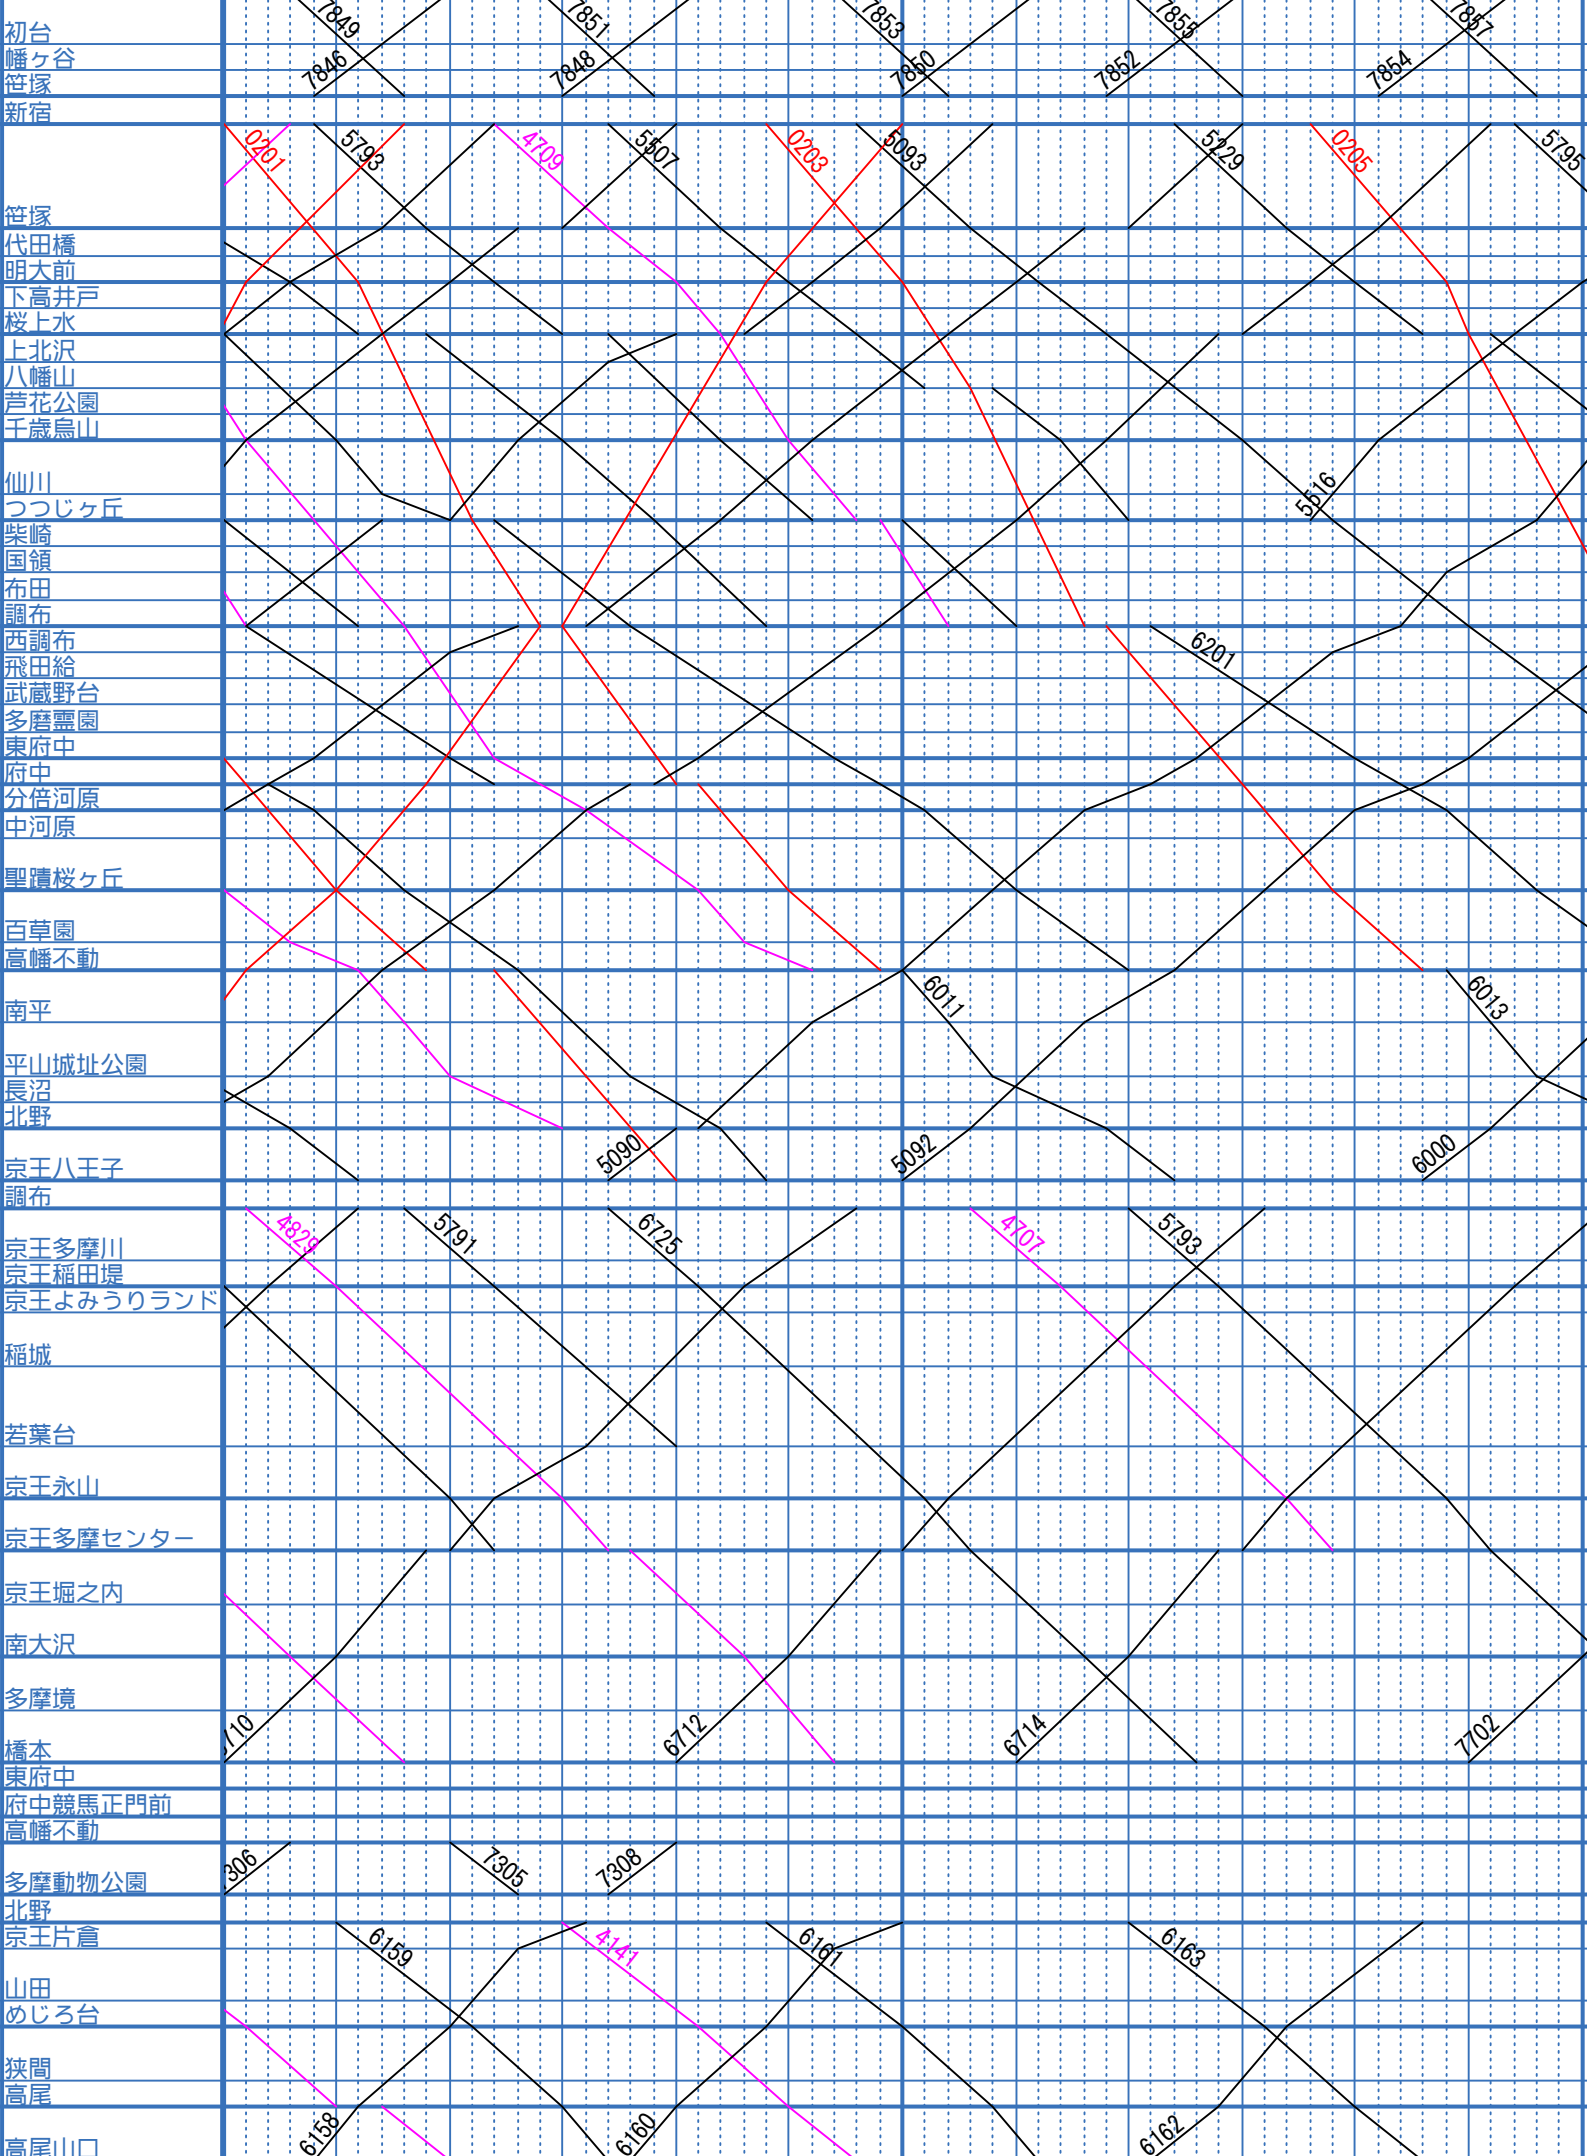 初台
幡ヶ谷
笹塚
新宿
笹塚
代田橋
明大前
下高井戸
桜上水
上北沢
八幡山
芦花公園
千歳烏山
仙川
つつじヶ丘
柴崎
国領
布田
調布
西調布
飛田給
武蔵野台
多磨霊園
東府中
府中
分倍河原
中河原
聖蹟桜ヶ丘
百草園
高幡不動
南平
平山城址公園
長沼
北野
京王八王子
調布
京王多摩川
京王稲田堤
京王よみうりランド
稲城
若葉台
京王永山
京王多摩センター
京王堀之内
南大沢
多摩境
橋本
東府中
府中競馬正門前
高幡不動
多摩動物公園
北野
京王片倉
山田
めじろ台
狭間
高尾
高尾山口
7849
7851
7853
7855
7857
7846
7848
7850
7852
7854
0201
5793
4709
5507
0203
5093
5229
0205
5795
5516
6201
6011
6013
5090
5092
6000
4829
5791
6725
4707
5793
710
6712
6714
7702
306
7305
7308
6159
4141
6161
6163
6158
6160
6162